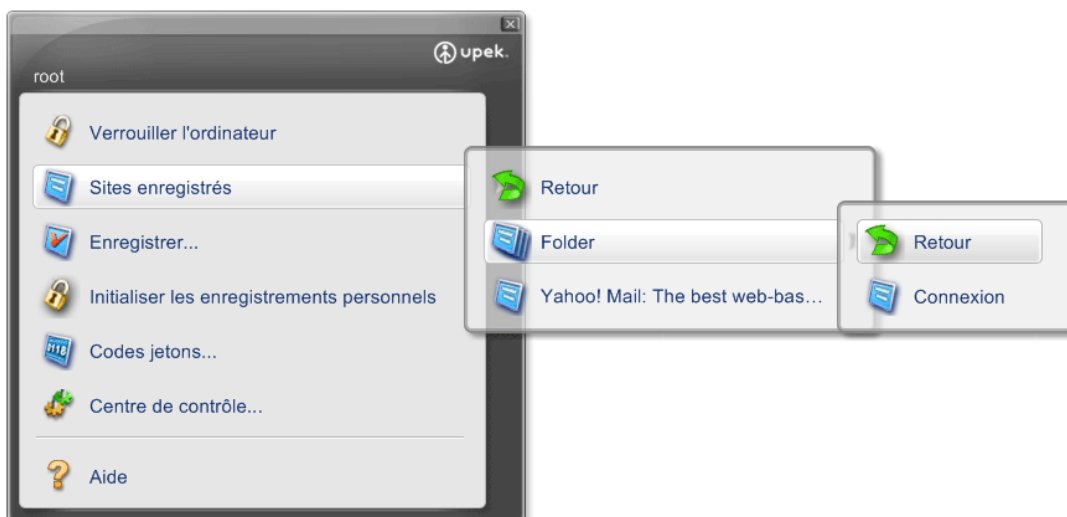 upek
root
Verrouiller l'ordinateur
Sites enregistrés
Enregistrer...
Initialiser les enregistrements personnels
Codes jetons...
Centre de contrôle...
Aide
Retour
Folder
Yahoo! Mail: The best web-bas...
Retour
Connexion